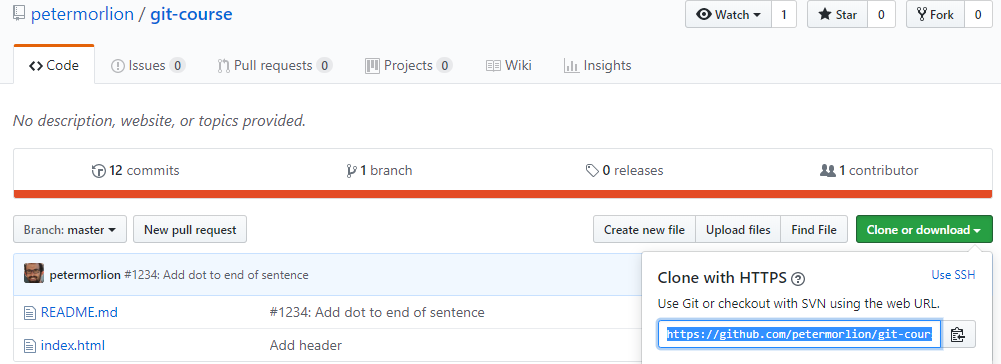 petermorlion / git-course
Watch 1 Star 0 Fork 0
Code Issues 0 Pull requests 0 Projects 0 Wiki Insights
No description, website, or topics provided.
12 commits 1 branch 0 releases 1 contributor
Branch: master New pull request Create new file Upload files Find File Clone or download
petermorlion #1234: Add dot to end of sentence
Clone with HTTPS ? Use SSH
Use Git or checkout with SVN using the web URL.
README.md #1234: Add dot to end of sentence
https://github.com/petermorlion/git-cour
index.html Add header